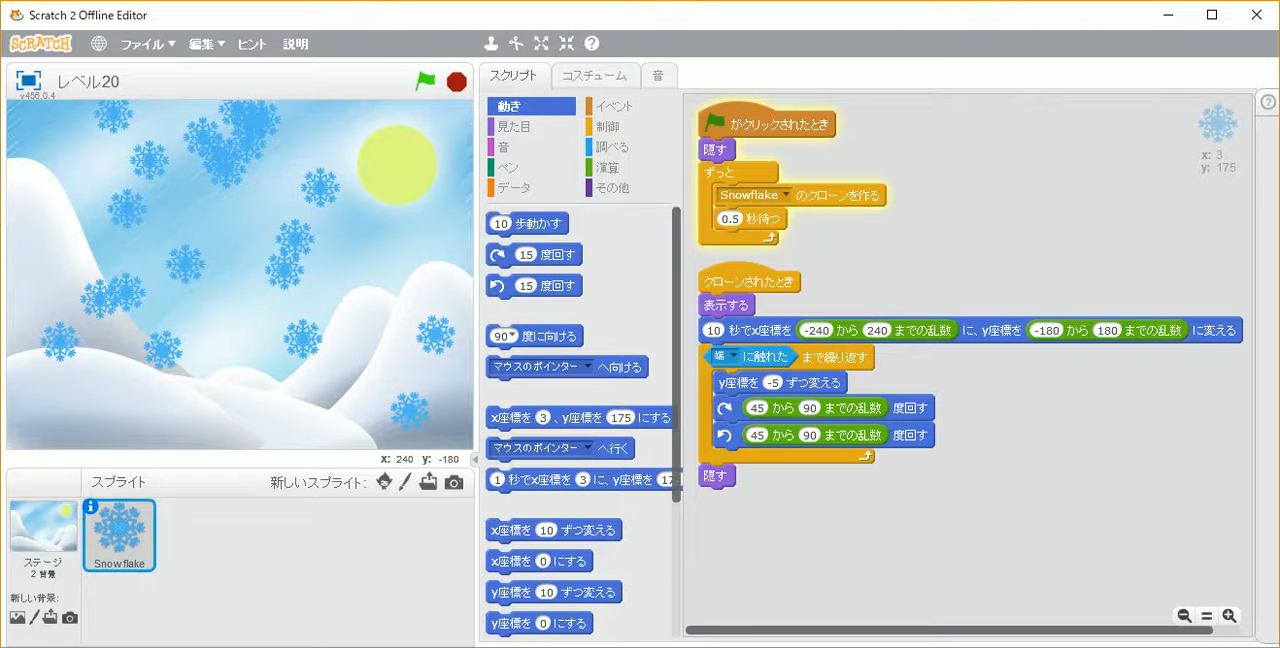 Scratch 2 Offline Editor
SCRATCH ファイル▼ 編集▼ ヒント 説明
レベル20
v456.0.4
x: 240 y: -180
スプライト 新しいスプライト:
ステージ
2 背景
新しい背景:
Snowflake
スクリプト コスチューム 音
動き イベント
見た目 制御
音 調べる
ペン 演算
データ その他
10 歩動かす
15 度回す
15 度回す
90▼ 度に向ける
マウスのポインター へ向ける
x座標を 3 、y座標を 175 にする
マウスのポインター へ行く
1 秒でx座標を 3 に、y座標を 17
x座標を 10 ずつ変える
x座標を 0 にする
y座標を 10 ずつ変える
y座標を 0 にする
がクリックされたとき
隠す
ずっと
Snowflake のクローンを作る
0.5 秒待つ
クローンされたとき
表示する
10 秒でx座標を -240 から 240 までの乱数 に、y座標を -180 から 180 までの乱数 に変える
端 に触れた まで繰り返す
y座標を -5 ずつ変える
45 から 90 までの乱数 度回す
45 から 90 までの乱数 度回す
隠す
x: 3
y: 175